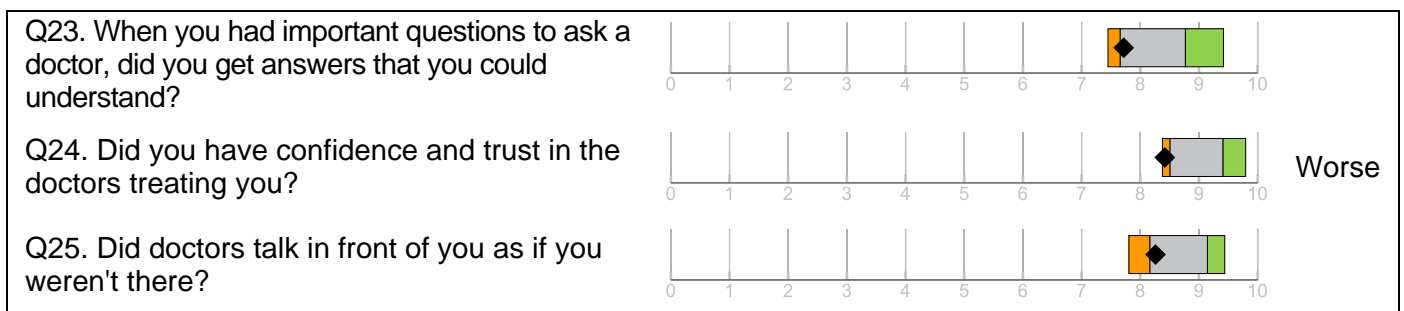 Q23. When you had important questions to ask a
doctor, did you get answers that you could
understand?
0 1 2 3 4 5 6 7 8 9 10
Q24. Did you have confidence and trust in the
doctors treating you?
0 1 2 3 4 5 6 7 8 9 10
Worse
Q25. Did doctors talk in front of you as if you
weren't there?
0 1 2 3 4 5 6 7 8 9 10